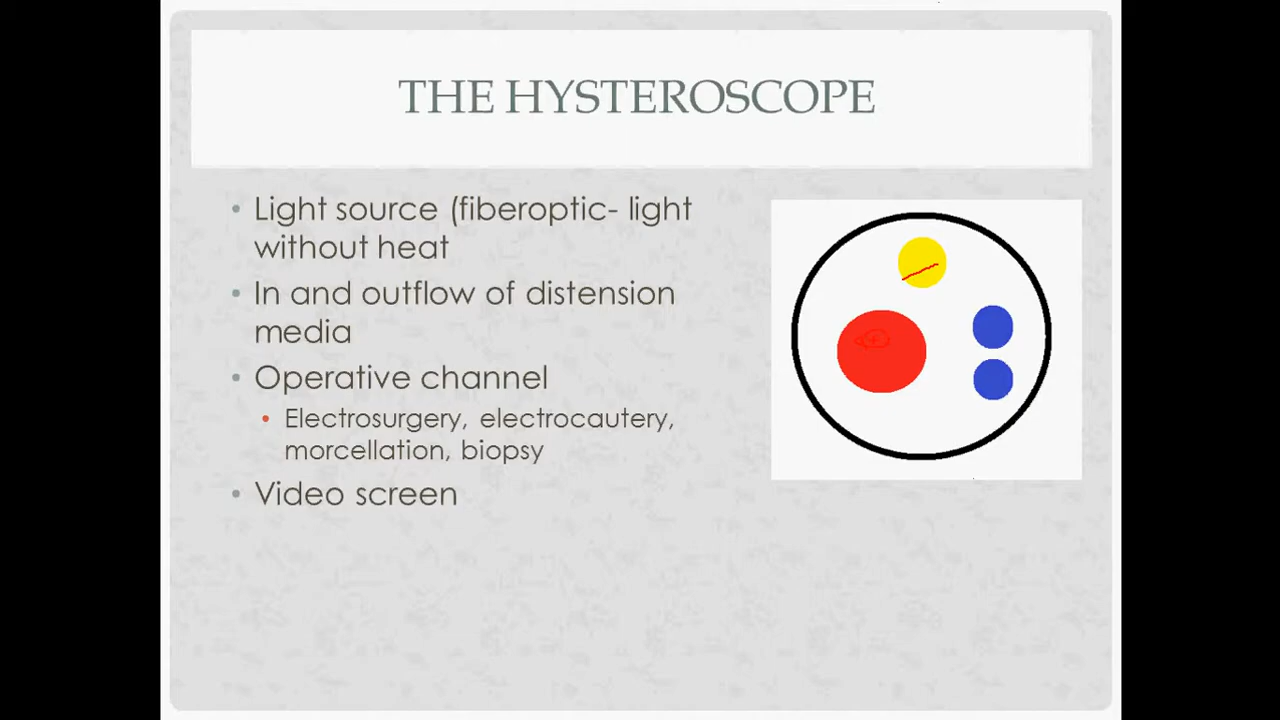 THE HYSTEROSCOPE
• Light source (fiberoptic- light
without heat
• In and outflow of distension
media
• Operative channel
• Electrosurgery, electrocautery,
morcellation, biopsy
• Video screen